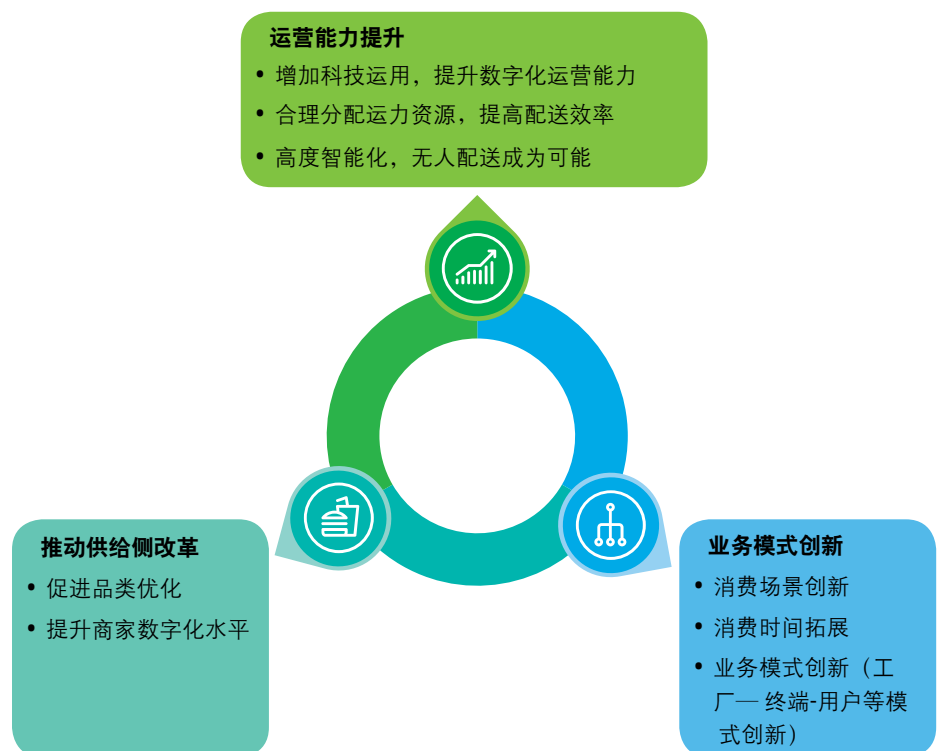 运营能力提升
• 增加科技运用，提升数字化运营能力
• 合理分配运力资源，提高配送效率
• 高度智能化，无人配送成为可能
推动供给侧改革
• 促进品类优化
• 提升商家数字化水平
业务模式创新
• 消费场景创新
• 消费时间拓展
• 业务模式创新（工
厂— 终端-用户等模
式创新）